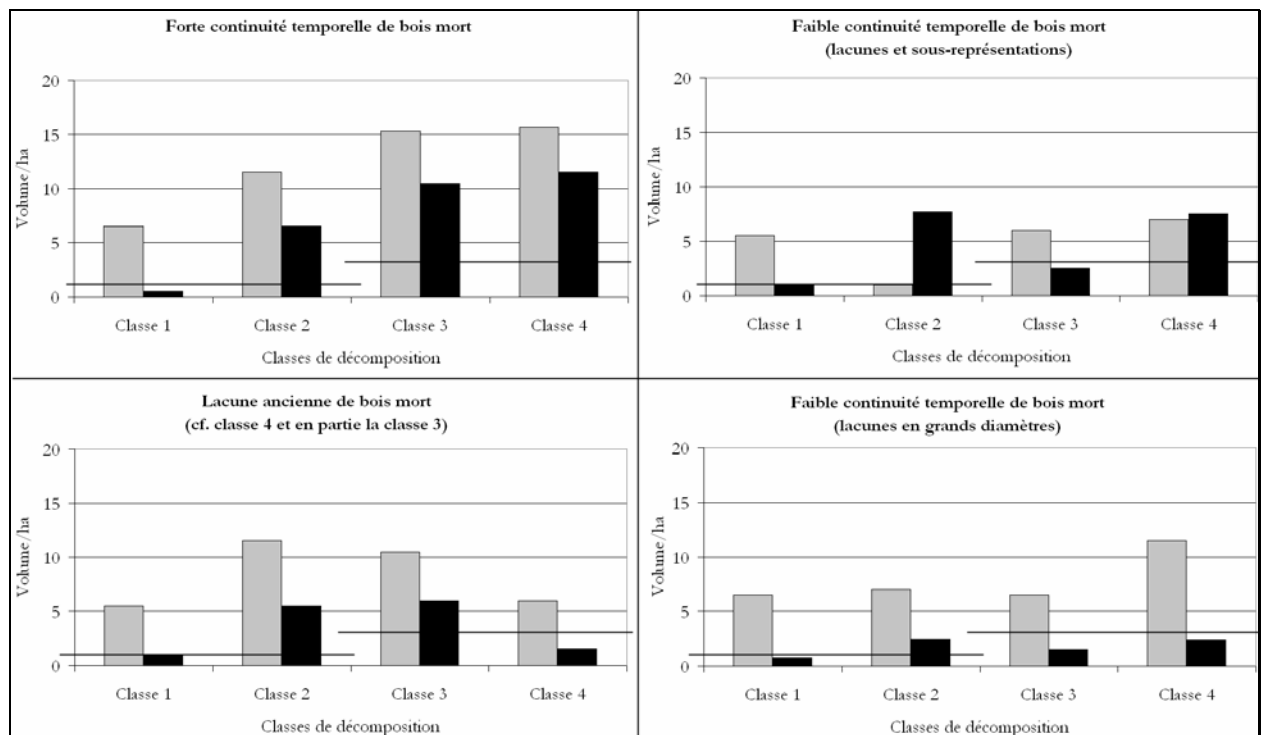 Forte continuité temporelle de bois mort
20
15
10
5
0
Volume/ha
Classe 1 Classe 2 Classe 3 Classe 4
Classes de décomposition
Faible continuité temporelle de bois mort
(lacunes et sous-représentations)
20
15
10
5
0
Volume/ha
Classe 1 Classe 2 Classe 3 Classe 4
Classes de décomposition
Lacune ancienne de bois mort
(cf. classe 4 et en partie la classe 3)
20
15
10
5
0
Volume/ha
Classe 1 Classe 2 Classe 3 Classe 4
Classes de décomposition
Faible continuité temporelle de bois mort
(lacunes en grands diamètres)
20
15
10
5
0
Volume/ha
Classe 1 Classe 2 Classe 3 Classe 4
Classes de décomposition